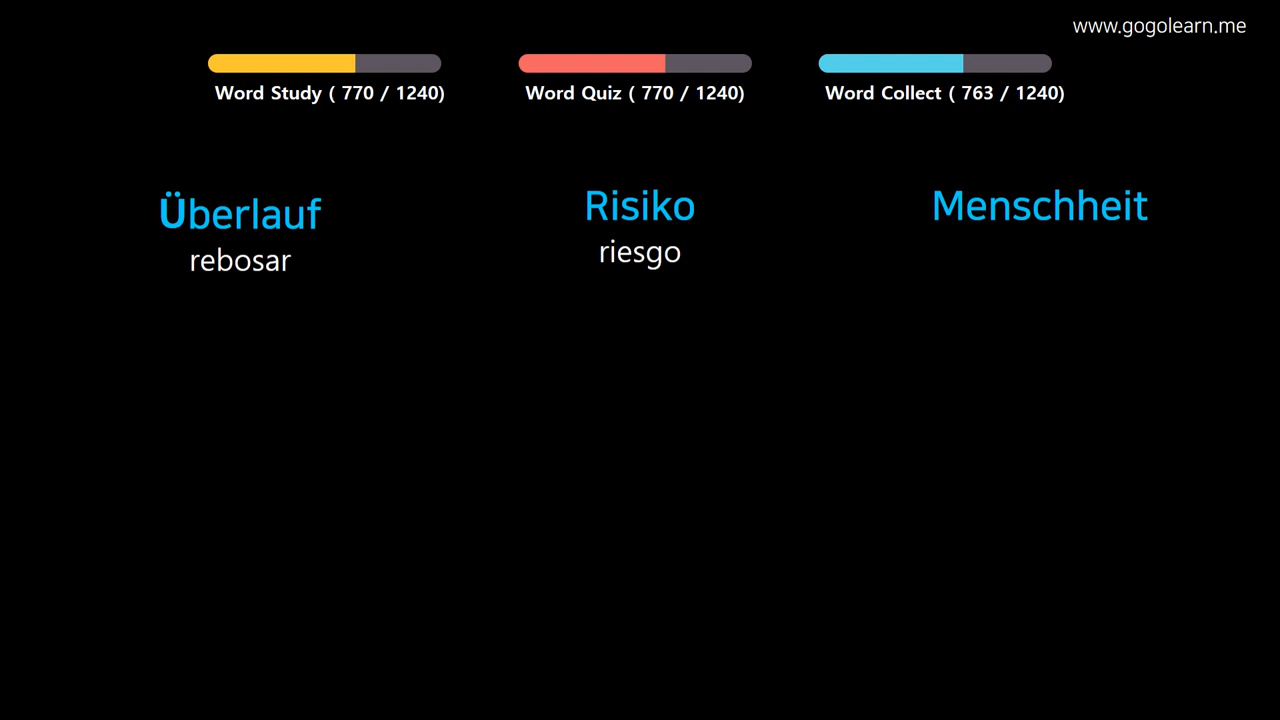 www.gogolearn.me
Word Study ( 770 / 1240)
Word Quiz ( 770 / 1240)
Word Collect ( 763 / 1240)
Überlauf
rebosar
Risiko
riesgo
Menschheit